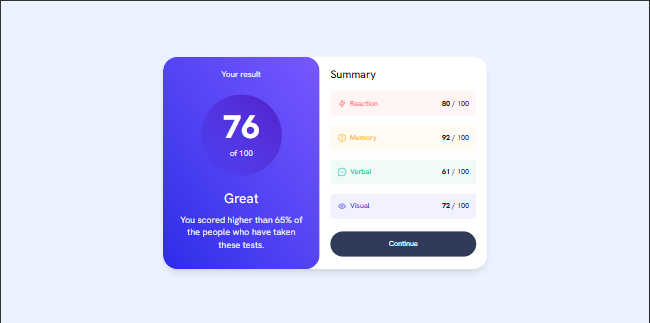 Your result
76
of 100
Great
You scored higher than 65% of
the people who have taken
these tests.
Summary
Reaction 80 / 100
Memory 92 / 100
Verbal 61 / 100
Visual 72 / 100
Continue